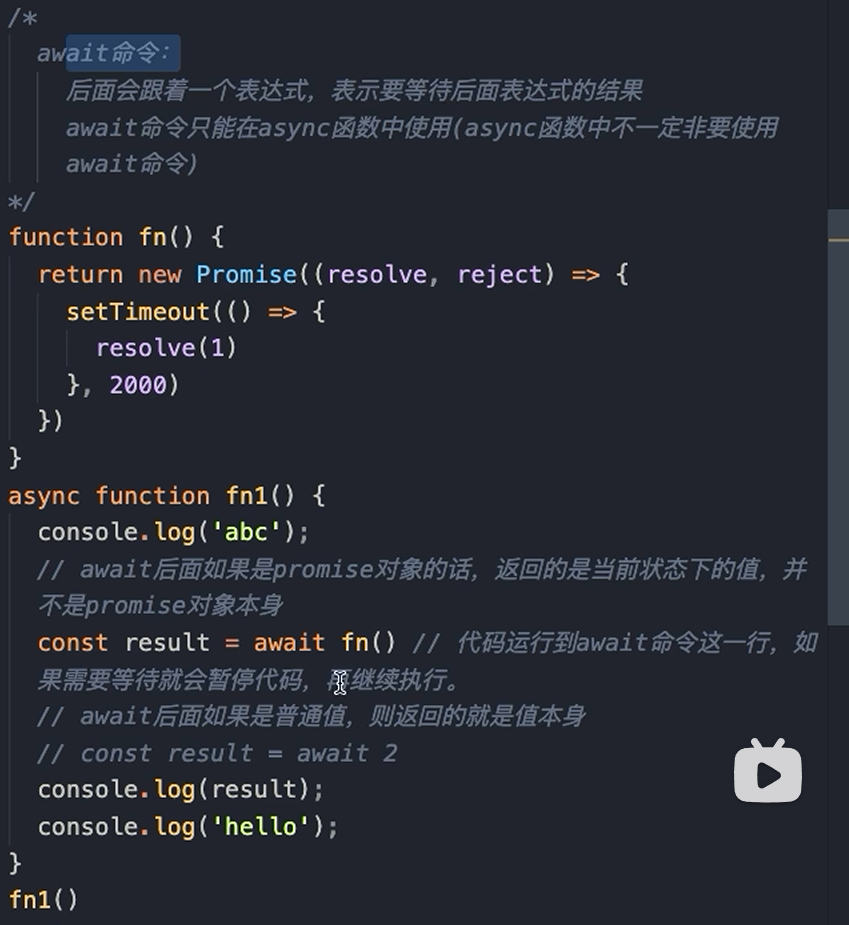 /*
await命令：
后面会跟着一个表达式，表示要等待后面表达式的结果
await命令只能在async函数中使用(async函数中不一定非要使用
await命令)
*/
function fn() {
return new Promise((resolve, reject) => {
setTimeout(() => {
resolve(1)
}, 2000)
})
}
async function fn1() {
console.log('abc');
// await后面如果是promise对象的话，返回的是当前状态下的值，并
不是promise对象本身
const result = await fn() // 代码运行到await命令这一行，如
果需要等待就会暂停代码，继续执行。
// await后面如果是普通值，则返回的就是值本身
// const result = await 2
console.log(result);
console.log('hello');
}
fn1()